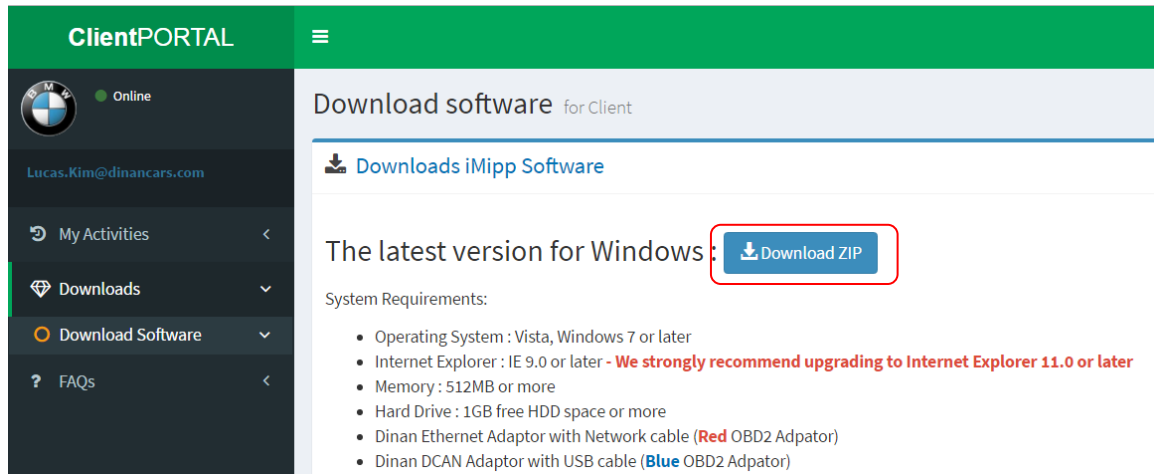 ClientPORTAL
BMW
Online
Lucas.Kim@dinancars.com
My Activities
Downloads
Download Software
? FAQs
Download software for Client
Downloads iMipp Software
The latest version for Windows : Download ZIP
System Requirements:
• Operating System : Vista, Windows 7 or later
• Internet Explorer : IE 9.0 or later - We strongly recommend upgrading to Internet Explorer 11.0 or later
• Memory : 512MB or more
• Hard Drive : 1GB free HDD space or more
• Dinan Ethernet Adaptor with Network cable (Red OBD2 Adpator)
• Dinan DCAN Adaptor with USB cable (Blue OBD2 Adpator)